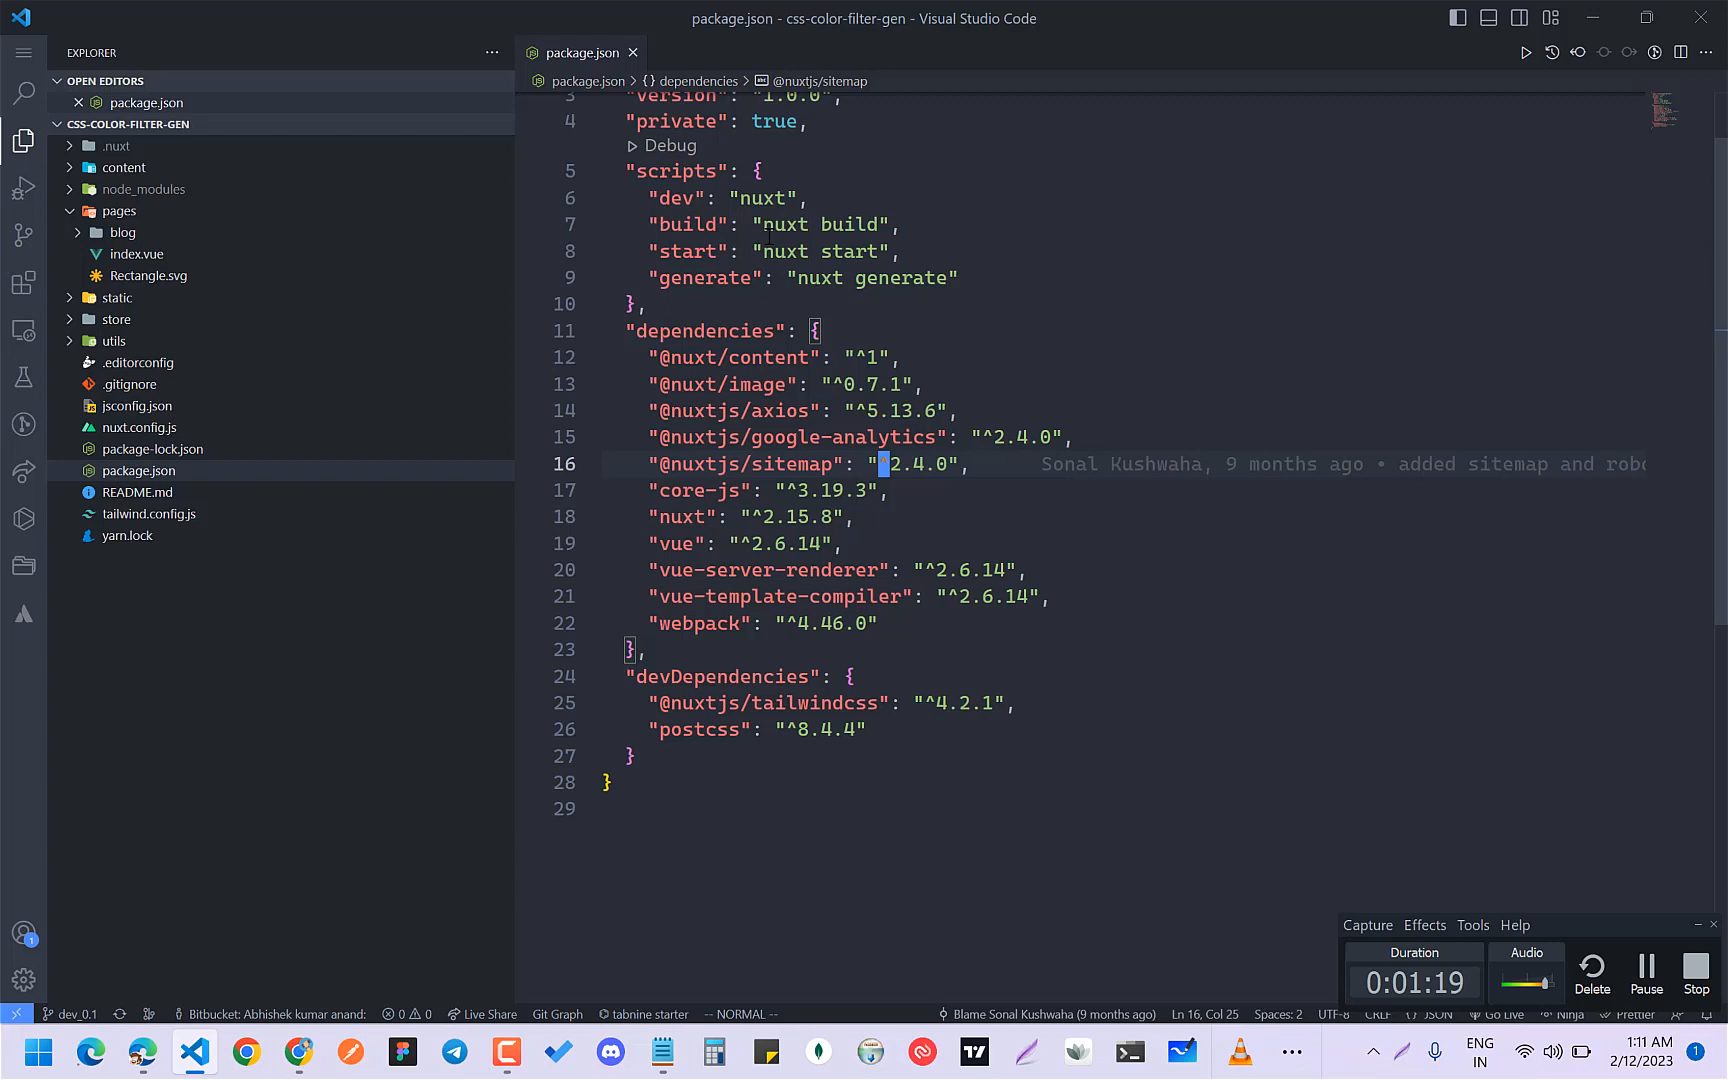 package.json - css-color-filter-gen - Visual Studio Code
EXPLORER
OPEN EDITORS
package.json
CSS-COLOR-FILTER-GEN
.nuxt
content
node_modules
pages
blog
index.vue
Rectangle.svg
static
store
utils
.editorconfig
.gitignore
jsconfig.json
nuxt.config.js
package-lock.json
package.json
README.md
tailwind.config.js
yarn.lock
package.json
package.json > {} dependencies > @nuxtjs/sitemap
3 "version": "1.0.0",
4 "private": true,
Debug
5 "scripts": {
6 "dev": "nuxt",
7 "build": "nuxt build",
8 "start": "nuxt start",
9 "generate": "nuxt generate"
10 },
11 "dependencies": {
12 "@nuxt/content": "^1",
13 "@nuxt/image": "^0.7.1",
14 "@nuxtjs/axios": "^5.13.6",
15 "@nuxtjs/google-analytics": "^2.4.0",
16 "@nuxtjs/sitemap": "^2.4.0", Sonal Kushwaha, 9 months ago • added sitemap and robo
17 "core-js": "^3.19.3",
18 "nuxt": "^2.15.8",
19 "vue": "^2.6.14",
20 "vue-server-renderer": "^2.6.14",
21 "vue-template-compiler": "^2.6.14",
22 "webpack": "^4.46.0"
23 },
24 "devDependencies": {
25 "@nuxtjs/tailwindcss": "^4.2.1",
26 "postcss": "^8.4.4"
27 }
28 }
29
Capture Effects Tools Help
Duration Audio
0:01:19
Delete Pause Stop
dev_0.1 Bitbucket: Abhishek kumar anand: 0 0 Live Share Git Graph tabnine starter -- NORMAL -- Blame Sonal Kushwaha (9 months ago) Ln 16, Col 25 Spaces: 2 UTF-8 CRLF {} JSON Go Live Ninja Prettier
1
ENG
IN
1:11 AM
2/12/2023
1